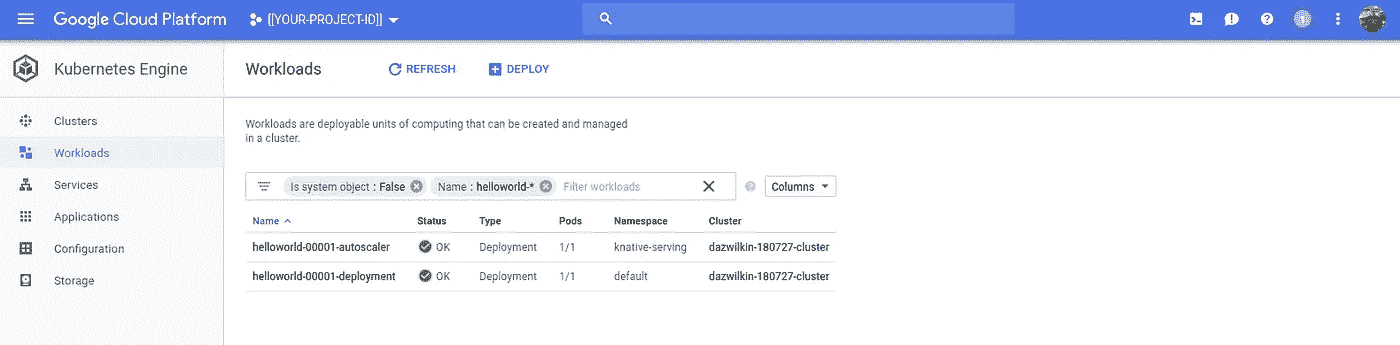 Google Cloud Platform [[YOUR-PROJECT-ID]]
Kubernetes Engine
Workloads REFRESH DEPLOY
Clusters
Workloads
Services
Applications
Configuration
Storage
Workloads are deployable units of computing that can be created and managed
in a cluster.
Is system object : False Name : helloworld-* Filter workloads Columns
Name Status Type Pods Namespace Cluster
helloworld-00001-autoscaler OK Deployment 1/1 knative-serving dazwilkin-180727-cluster
helloworld-00001-deployment OK Deployment 1/1 default dazwilkin-180727-cluster